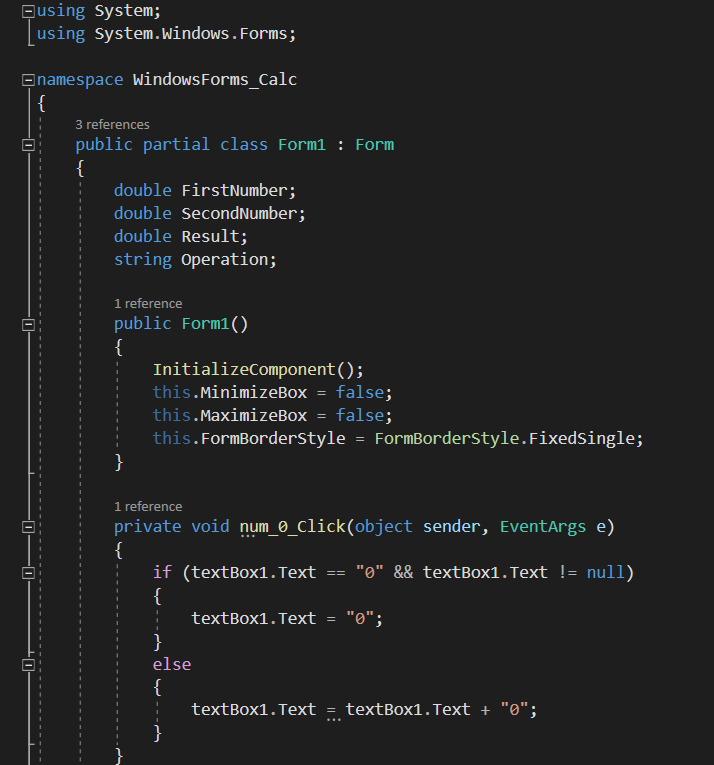 using System;
using System.Windows.Forms;
namespace WindowsForms_Calc
{
3 references
public partial class Form1 : Form
{
double FirstNumber;
double SecondNumber;
double Result;
string Operation;
1 reference
public Form1()
{
InitializeComponent();
this.MinimizeBox = false;
this.MaximizeBox = false;
this.FormBorderStyle = FormBorderStyle.FixedSingle;
}
1 reference
private void num_0_Click(object sender, EventArgs e)
{
if (textBox1.Text == "0" && textBox1.Text != null)
{
textBox1.Text = "0";
}
else
{
textBox1.Text = textBox1.Text + "0";
}
}